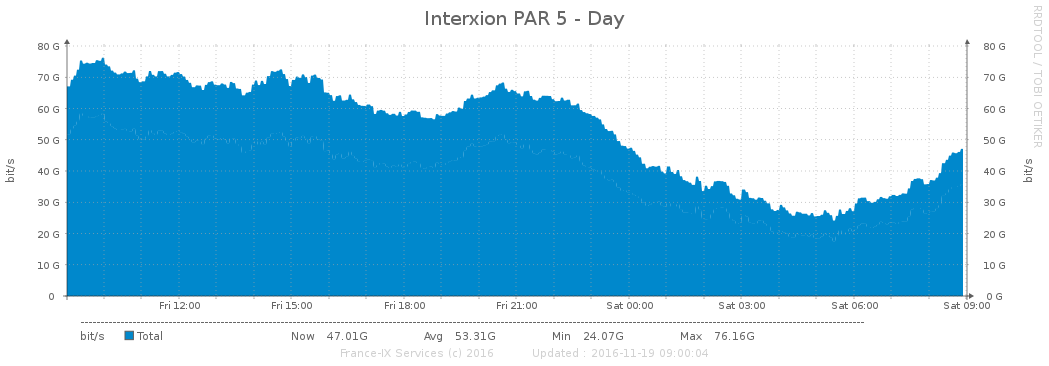 Interxion PAR 5 - Day
RRDTOOL / TOBI OETIKER
80 G 80 G
70 G 70 G
60 G 60 G
50 G 50 G
40 G 40 G
30 G 30 G
20 G 20 G
10 G 10 G
0 0 G
bit/s
bit/s
Fri 12:00 Fri 15:00 Fri 18:00 Fri 21:00 Sat 00:00 Sat 03:00 Sat 06:00 Sat 09:00
bit/s Total Now 47.01G Avg 53.31G Min 24.07G Max 76.16G
France-IX Services (c) 2016 Updated : 2016-11-19 09:00:04